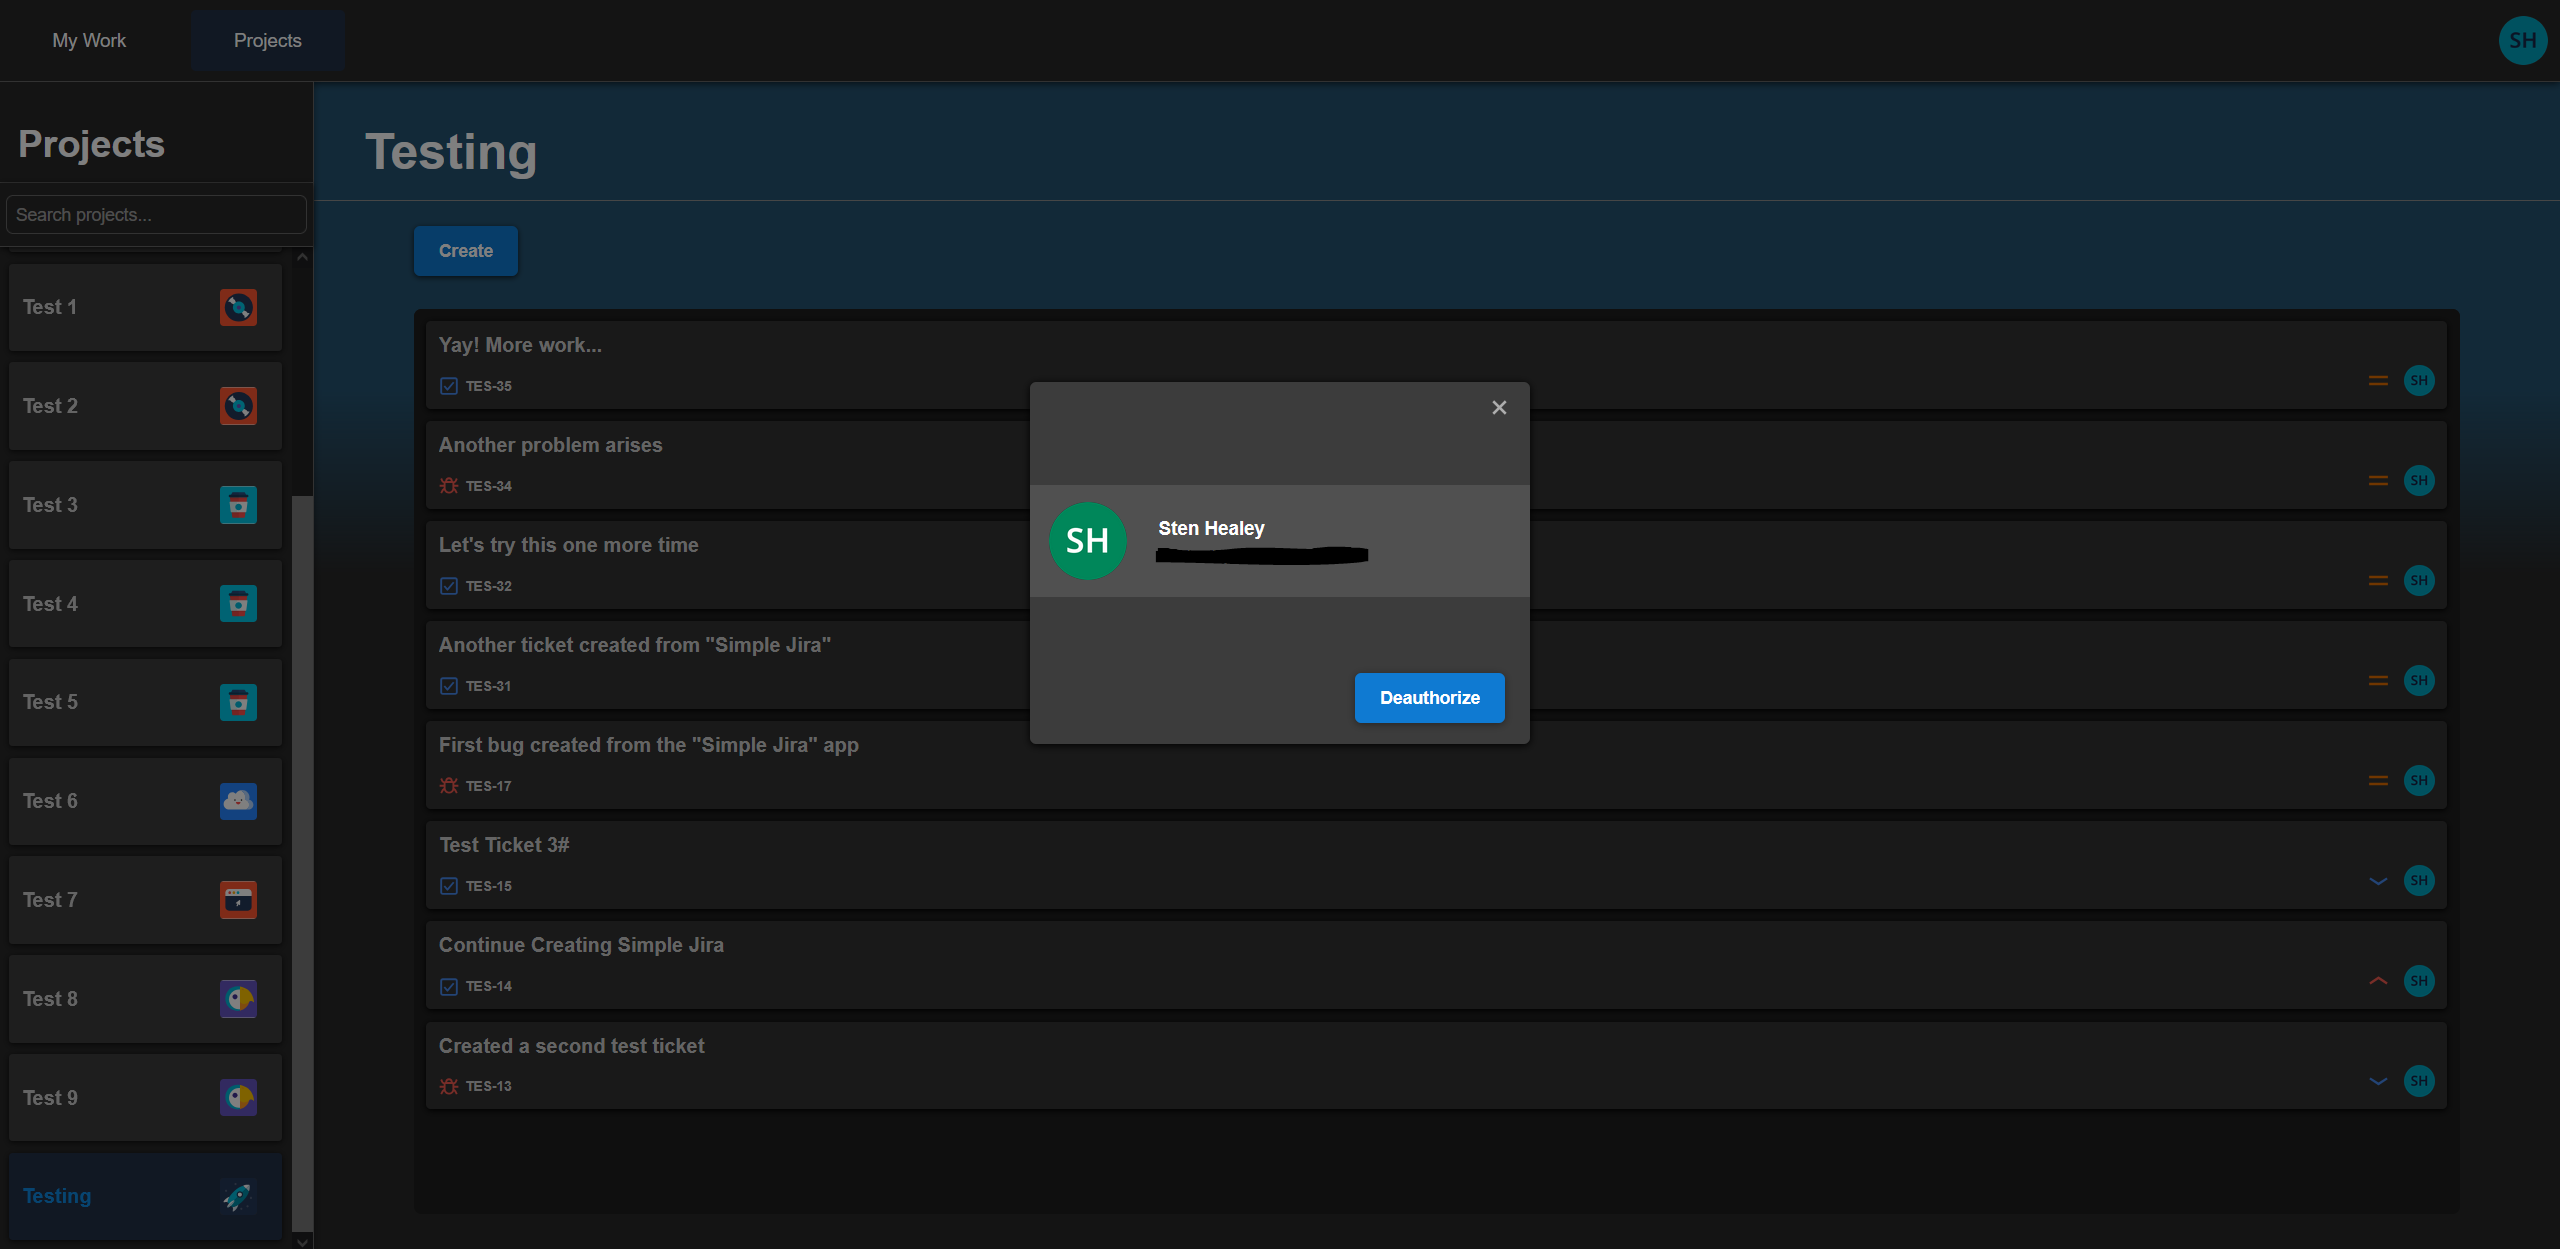 My Work
Projects
SH
Projects
Search projects...
Test 1
Test 2
Test 3
Test 4
Test 5
Test 6
Test 7
Test 8
Test 9
Testing
Testing
Create
Yay! More work...
TES-35
SH
Another problem arises
TES-34
SH
Let's try this one more time
TES-32
SH
Another ticket created from "Simple Jira"
TES-31
SH
First bug created from the "Simple Jira" app
TES-17
SH
Test Ticket 3#
TES-15
SH
Continue Creating Simple Jira
TES-14
SH
Created a second test ticket
TES-13
SH
SH
Sten Healey
Deauthorize